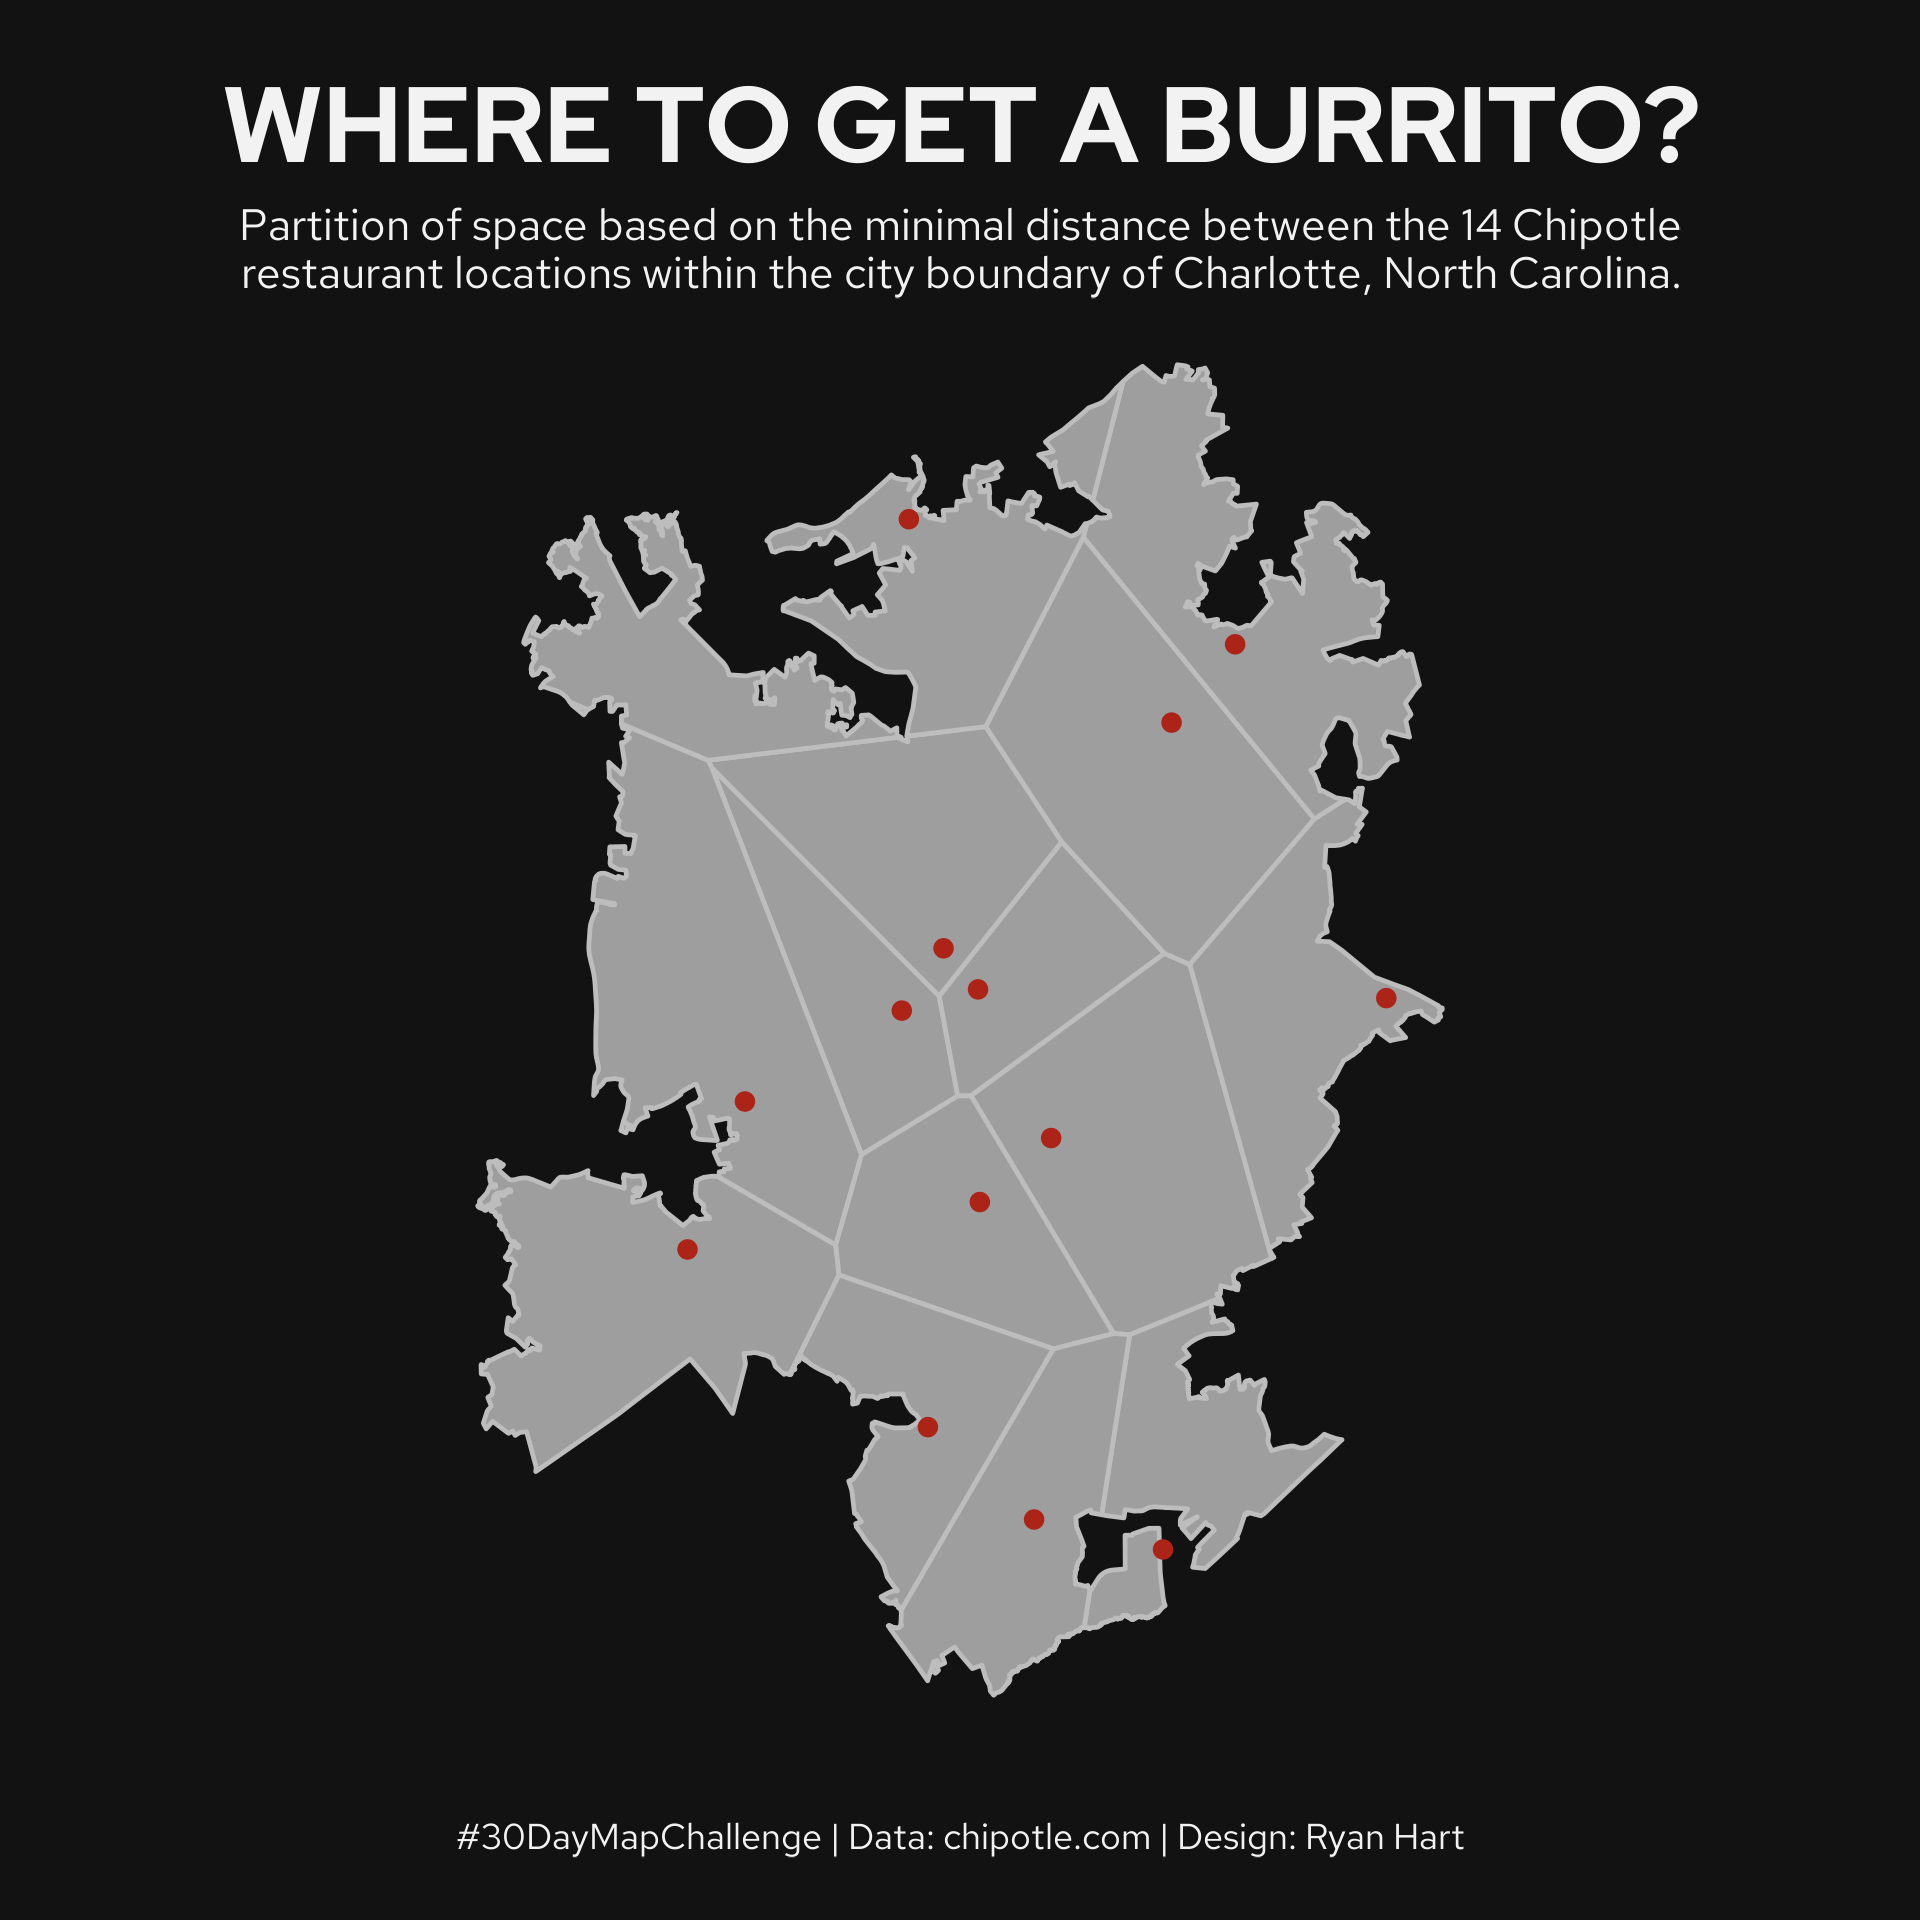 WHERE TO GET A BURRITO?
Partition of space based on the minimal distance between the 14 Chipotle
restaurant locations within the city boundary of Charlotte, North Carolina.
#30DayMapChallenge | Data: chipotle.com | Design: Ryan Hart